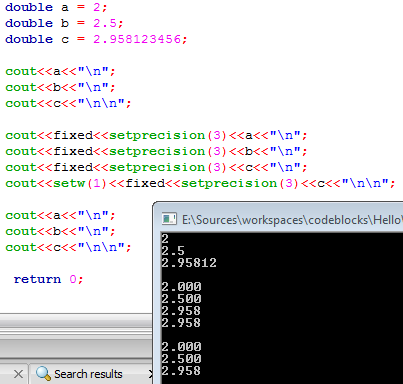 double a = 2;
double b = 2.5;
double c = 2.958123456;
cout<<a<<"\n";
cout<<b<<"\n";
cout<<c<<"\n\n";
cout<<fixed<<setprecision(3)<<a<<"\n";
cout<<fixed<<setprecision(3)<<b<<"\n";
cout<<fixed<<setprecision(3)<<c<<"\n";
cout<<setw(1)<<fixed<<setprecision(3)<<c<<"\n\n";
cout<<a<<"\n";
cout<<b<<"\n";
cout<<c<<"\n\n";
return 0;
E:\Sources\workspaces\codeblocks\Hello\
2
2.5
2.95812
2.000
2.500
2.958
2.958
2.000
2.500
2.958
Search results